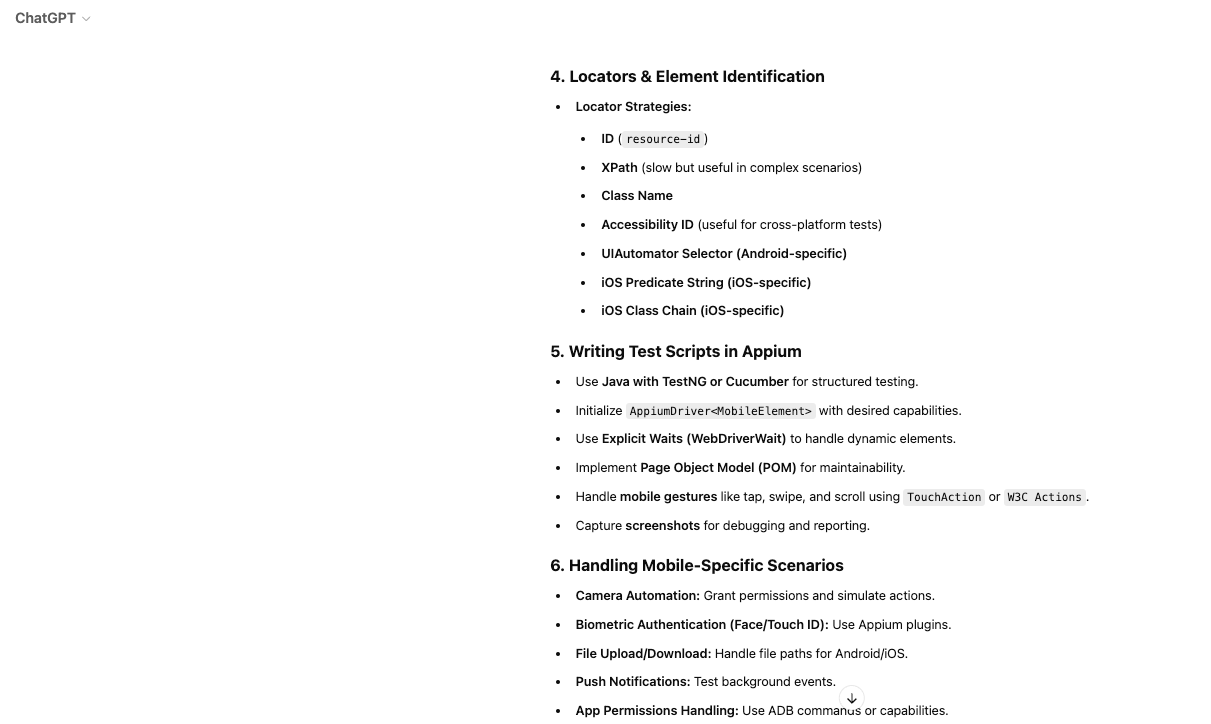 ChatGPT
4. Locators & Element Identification
• Locator Strategies:
• ID (resource-id)
• XPath (slow but useful in complex scenarios)
• Class Name
• Accessibility ID (useful for cross-platform tests)
• UIAutomator Selector (Android-specific)
• iOS Predicate String (iOS-specific)
• iOS Class Chain (iOS-specific)
5. Writing Test Scripts in Appium
• Use Java with TestNG or Cucumber for structured testing.
• Initialize AppiumDriver<MobileElement> with desired capabilities.
• Use Explicit Waits (WebDriverWait) to handle dynamic elements.
• Implement Page Object Model (POM) for maintainability.
• Handle mobile gestures like tap, swipe, and scroll using TouchAction or W3C Actions.
• Capture screenshots for debugging and reporting.
6. Handling Mobile-Specific Scenarios
• Camera Automation: Grant permissions and simulate actions.
• Biometric Authentication (Face/Touch ID): Use Appium plugins.
• File Upload/Download: Handle file paths for Android/iOS.
• Push Notifications: Test background events.
• App Permissions Handling: Use ADB commands or capabilities.